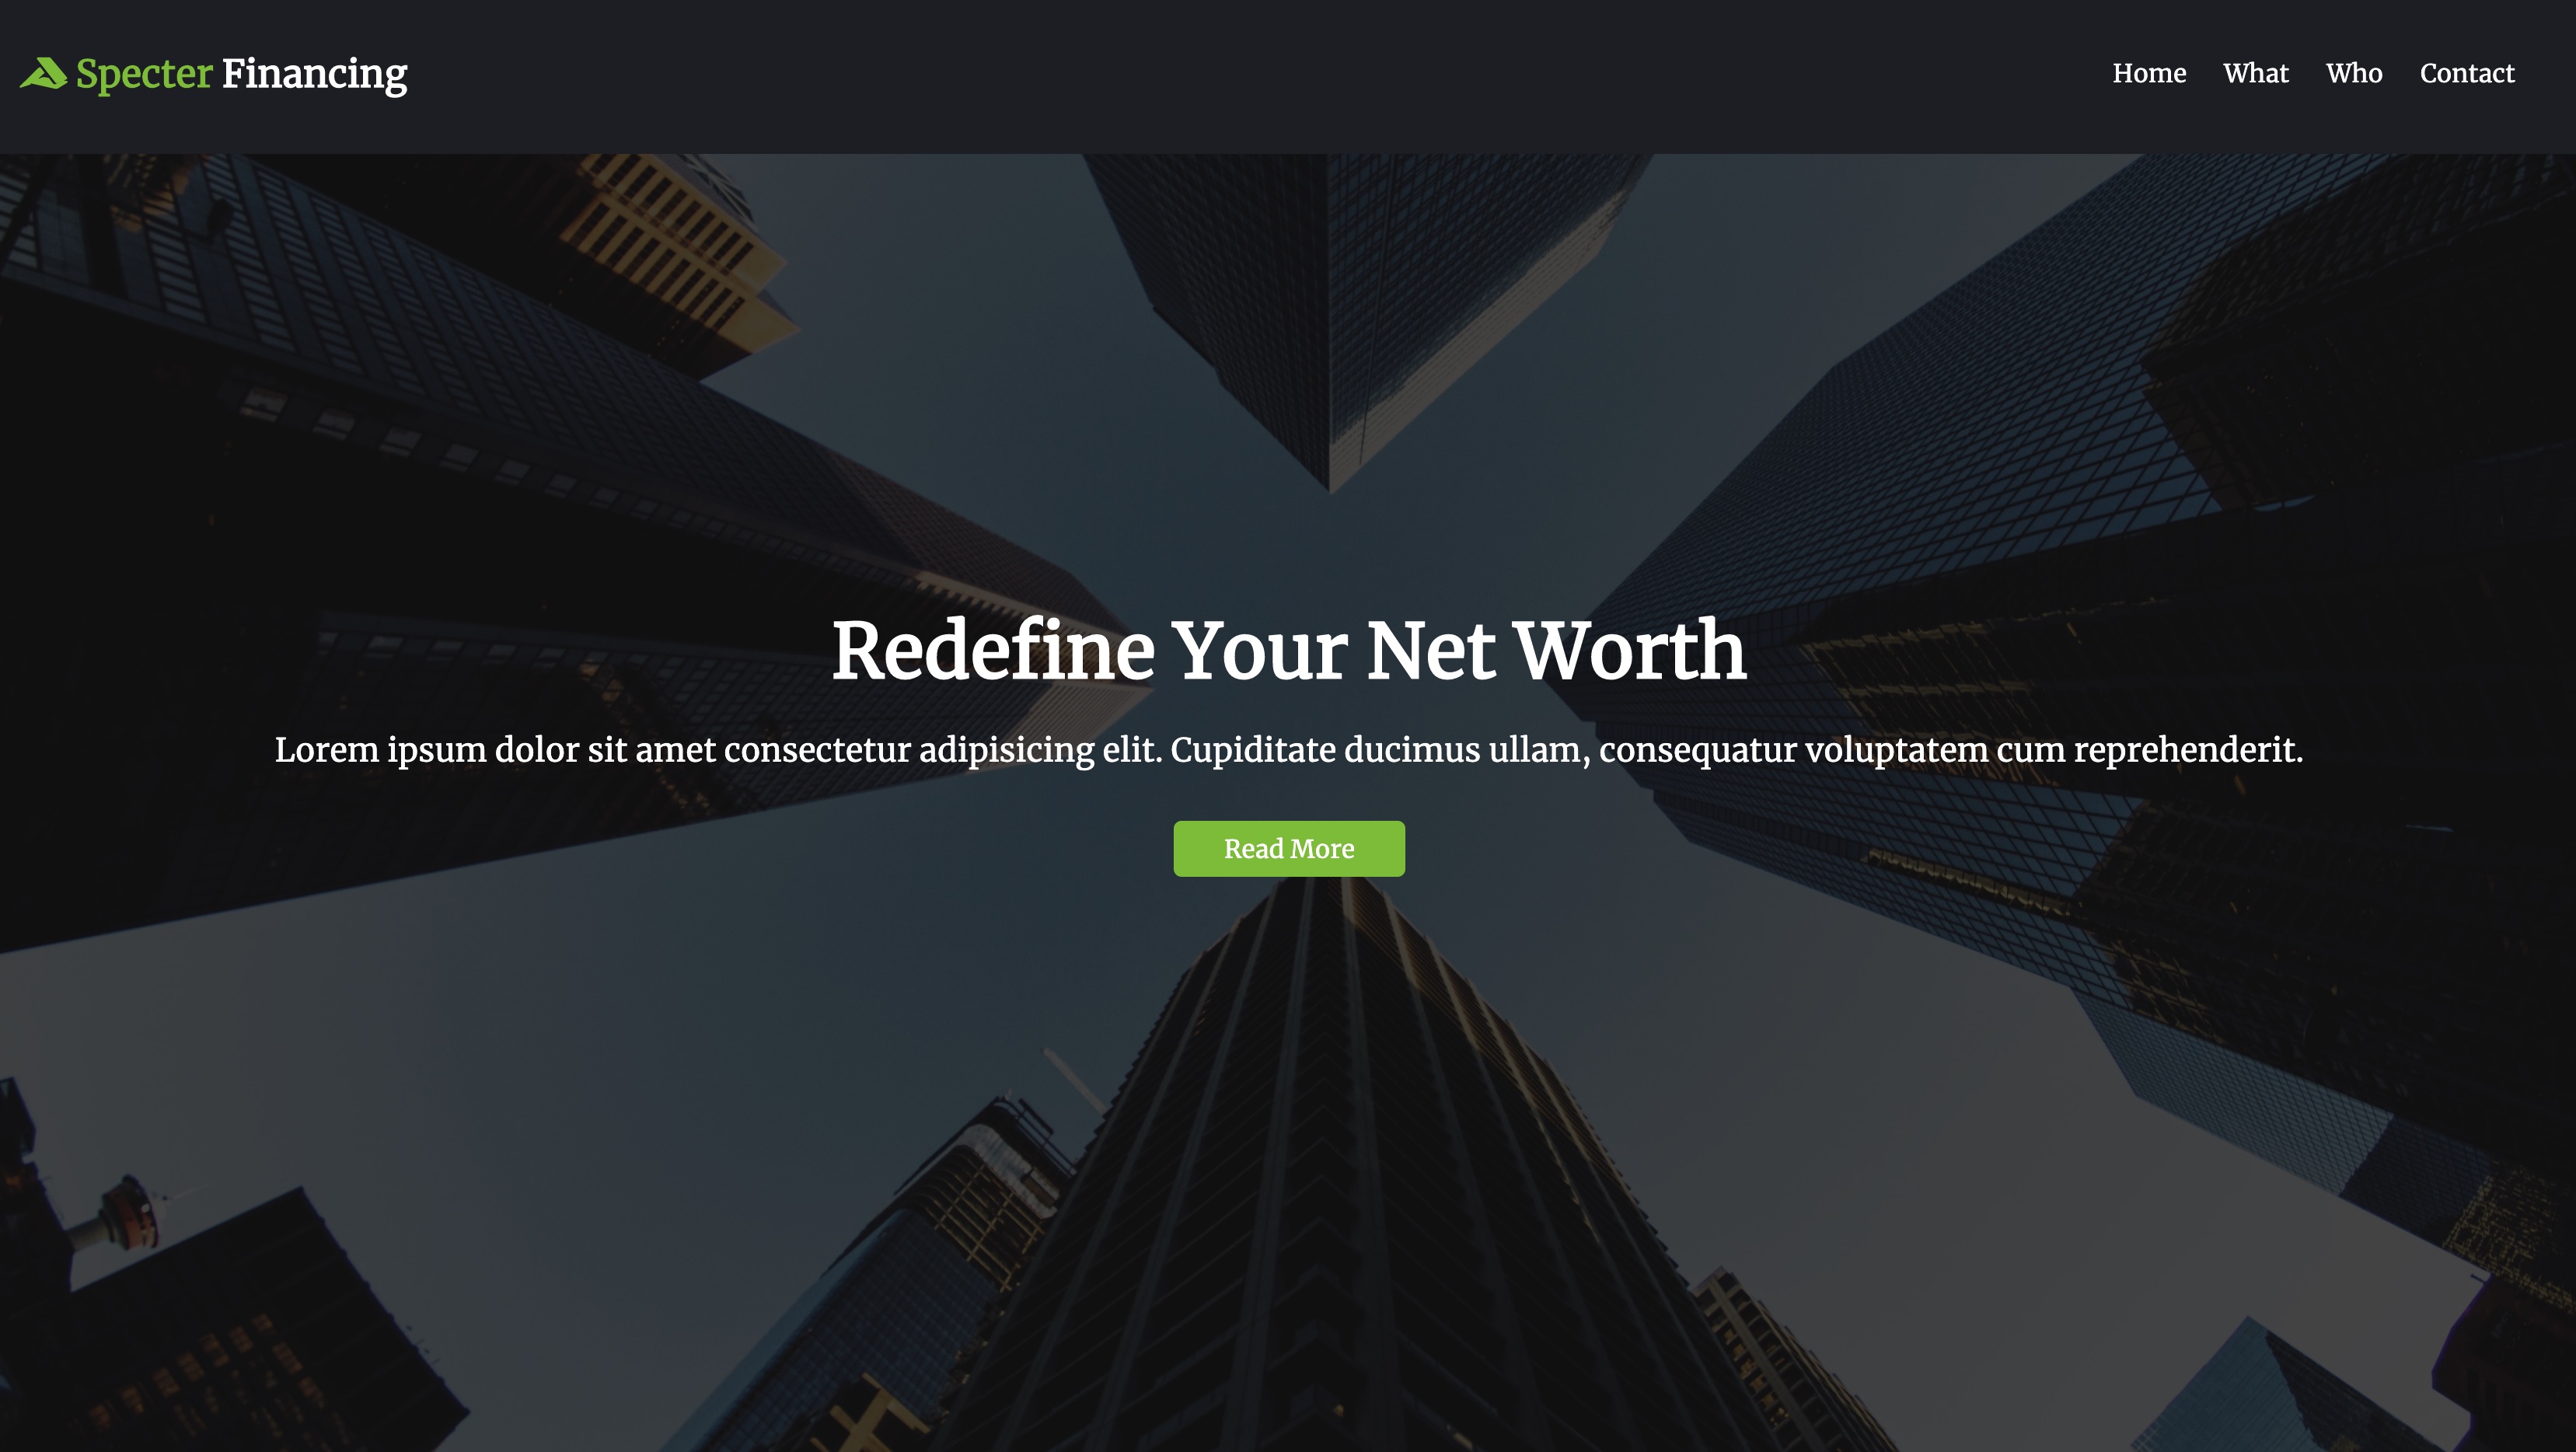 Specter Financing
Home What Who Contact
Redefine Your Net Worth
Lorem ipsum dolor sit amet consectetur adipisicing elit. Cupiditate ducimus ullam, consequatur voluptatem cum reprehenderit.
Read More